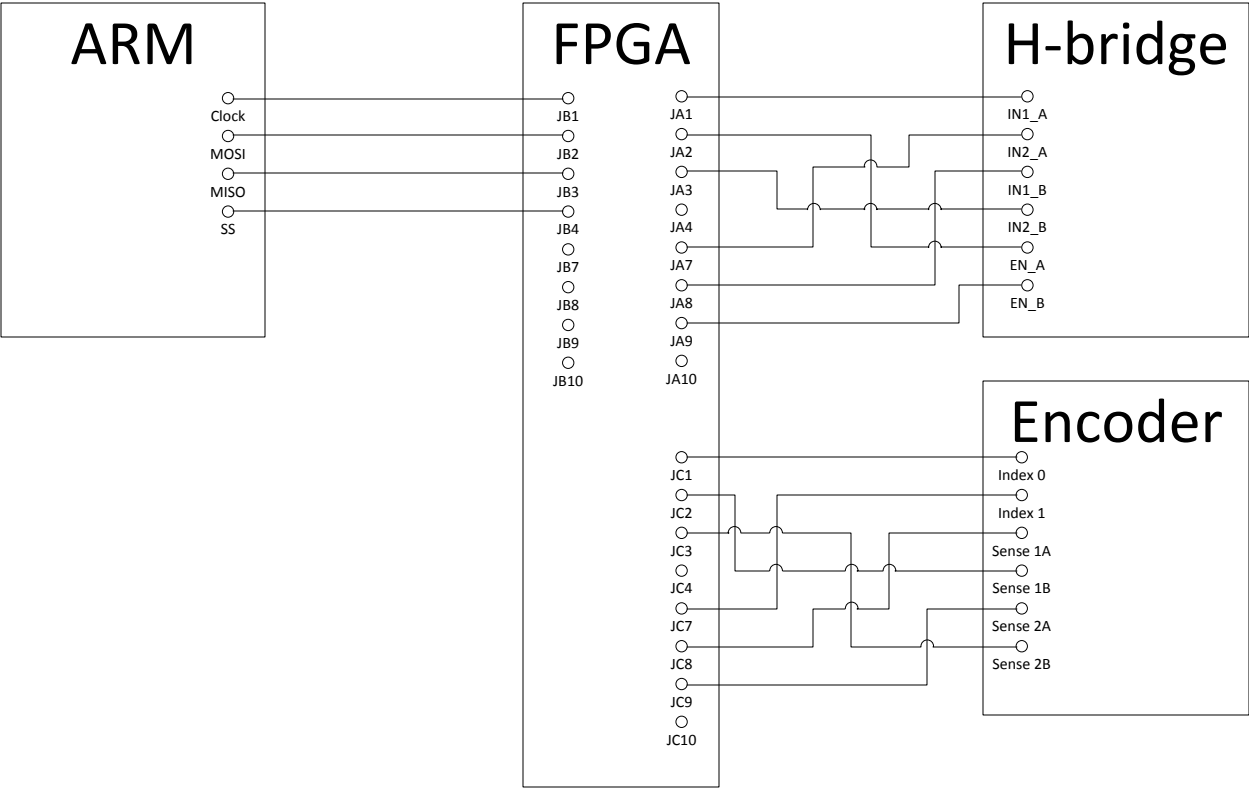 ARM
Clock
MOSI
MISO
SS
FPGA
JB1
JB2
JB3
JB4
JB7
JB8
JB9
JB10
JA1
JA2
JA3
JA4
JA7
JA8
JA9
JA10
JC1
JC2
JC3
JC4
JC7
JC8
JC9
JC10
H-bridge
IN1_A
IN2_A
IN1_B
IN2_B
EN_A
EN_B
Encoder
Index 0
Index 1
Sense 1A
Sense 1B
Sense 2A
Sense 2B